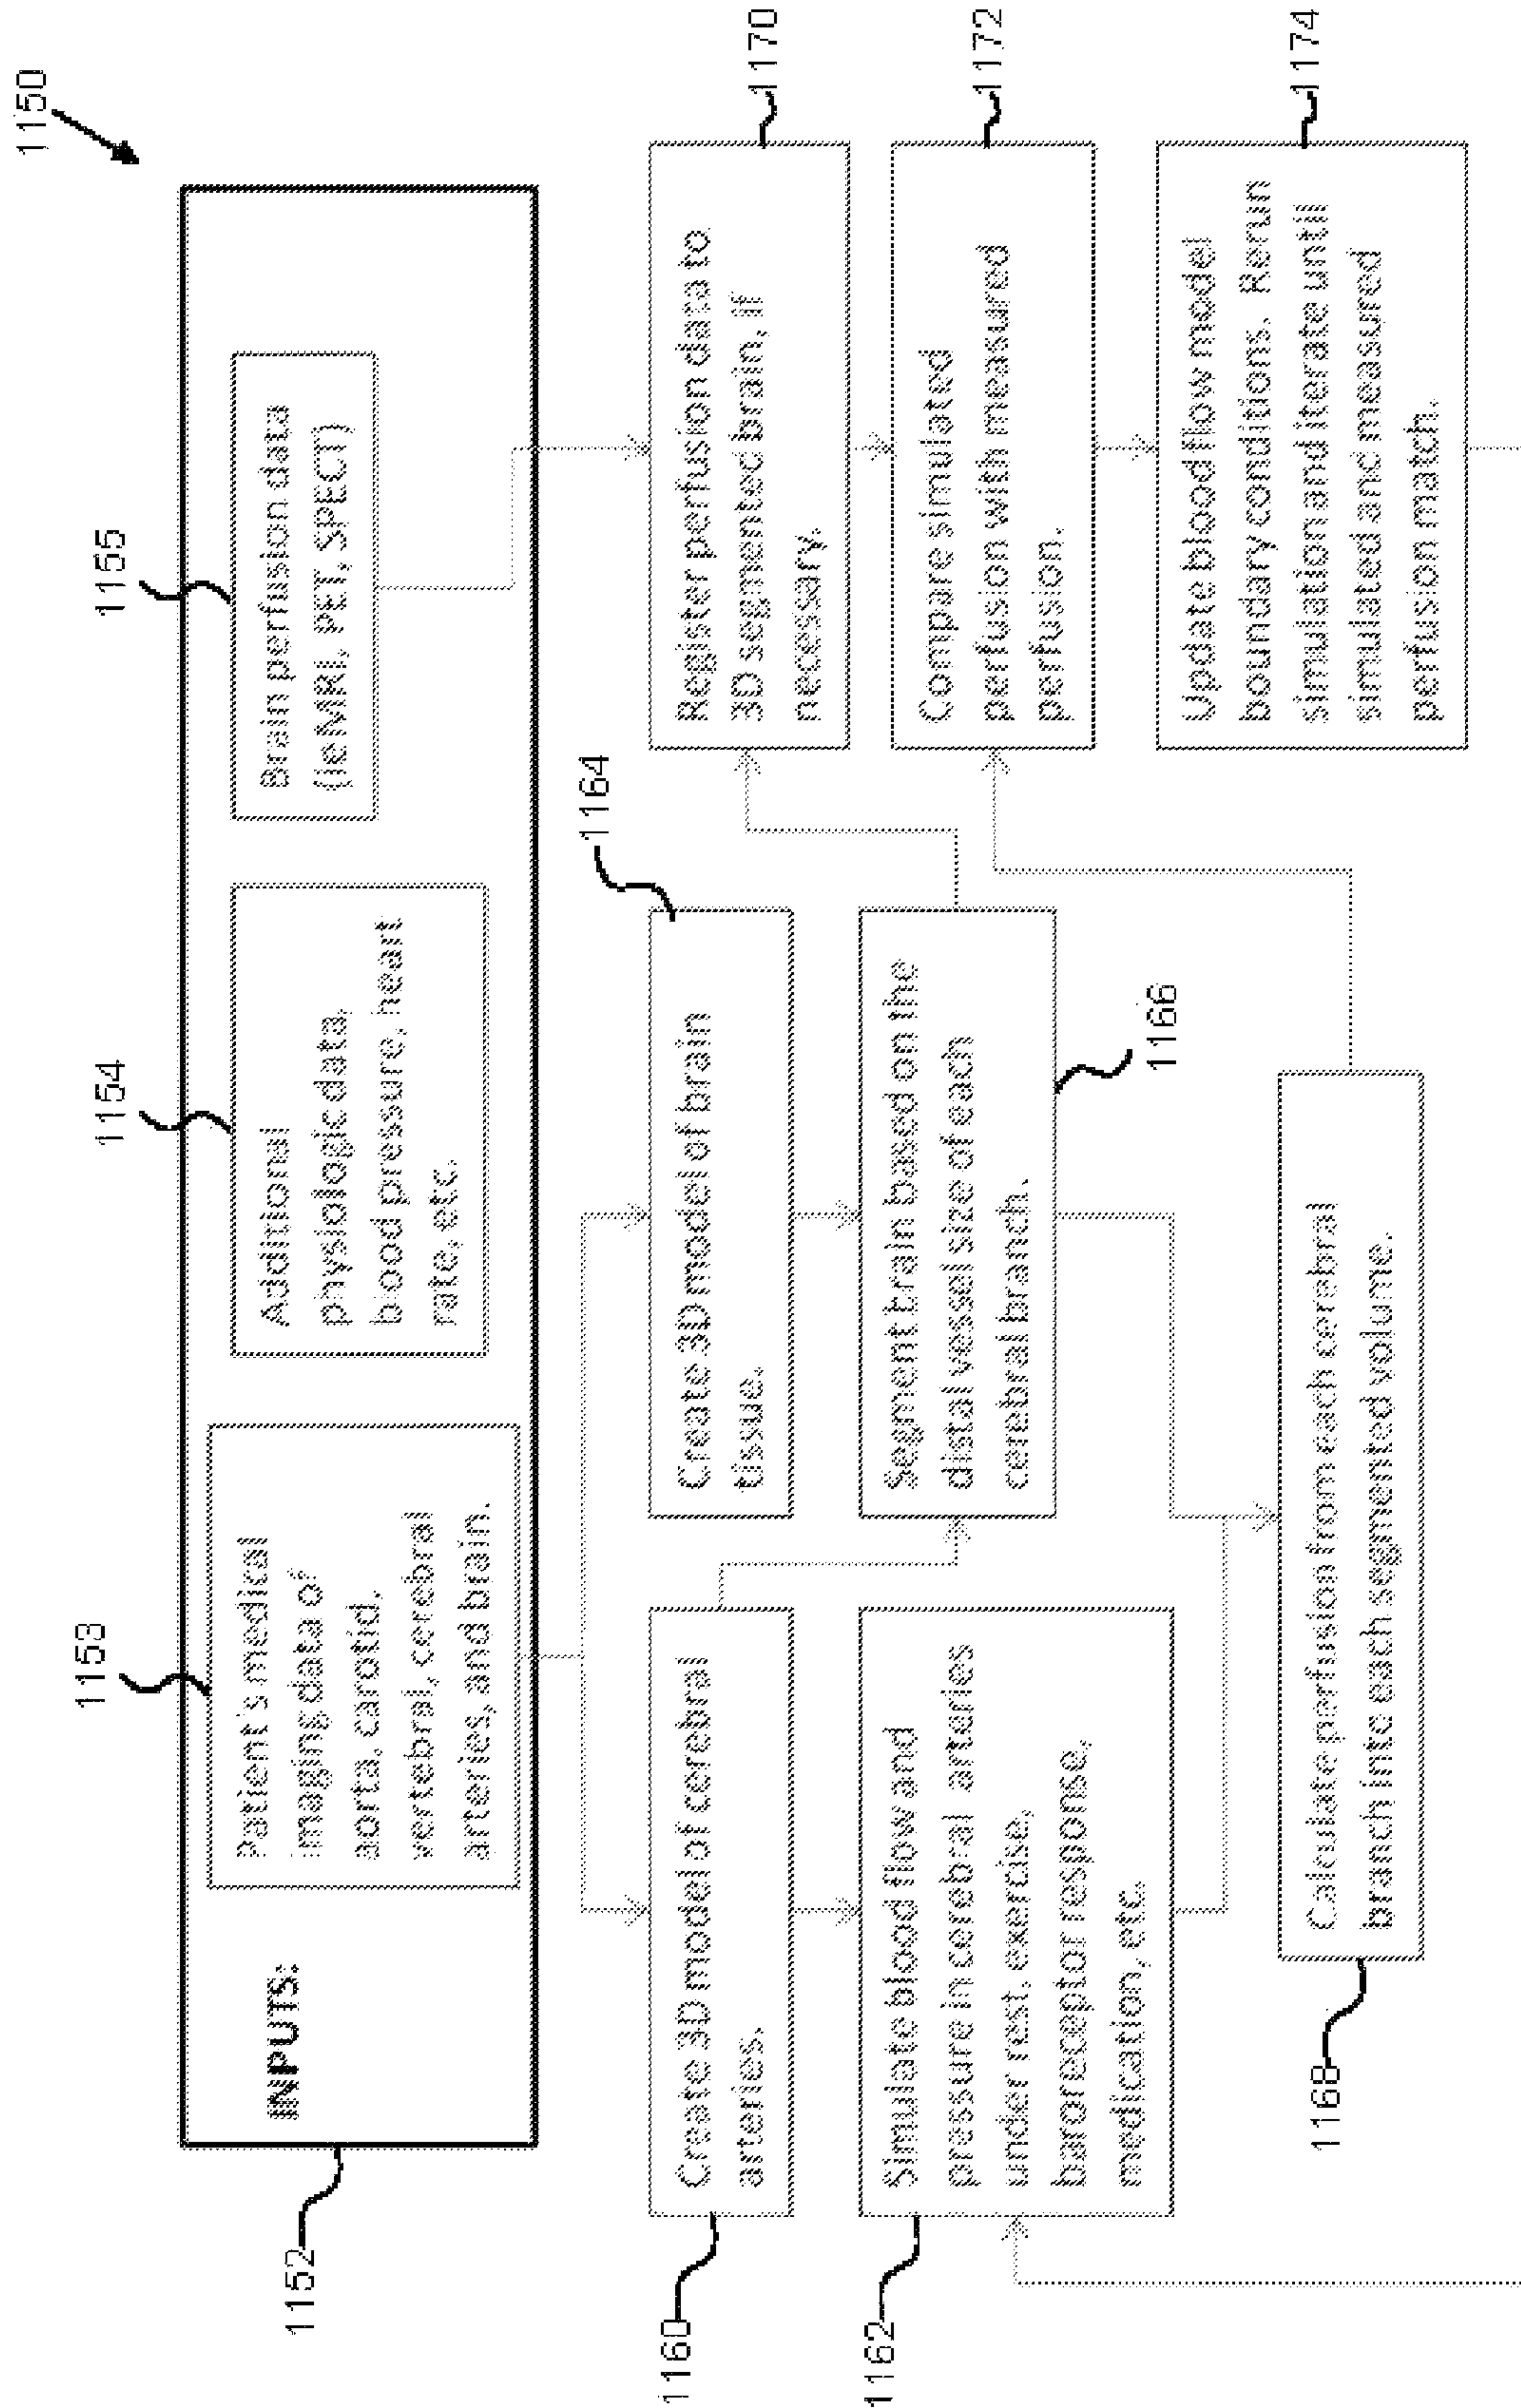 1150
1152
INPUTS:
1153
Patient's medical
imaging data of
aorta, carotid,
vertebral, cerebral
arteries, and brain.
1154
Additional
physiologic data,
blood pressure, heart
rate, etc.
1155
Brain perfusion data
(ieMRI, PET, SPECT)
1160
Create 3D model of cerebral
arteries.
1164
Create 3D model of brain
tissue.
1170
Register perfusion data to
3D segmented brain, if
necessary.
1162
Simulate blood flow and
pressure in cerebral arteries
under rest, exercise,
baroreceptor response,
medication, etc.
1166
Segment brain based on the
distal vessel size of each
cerebral branch.
1172
Compare simulated
perfusion with measured
perfusion.
1168
Calculate perfusion from each cerebral
branch into each segmented volume.
1174
Update blood flow model
boundary conditions. Rerun
simulation and iterate until
simulated and measured
perfusion match.